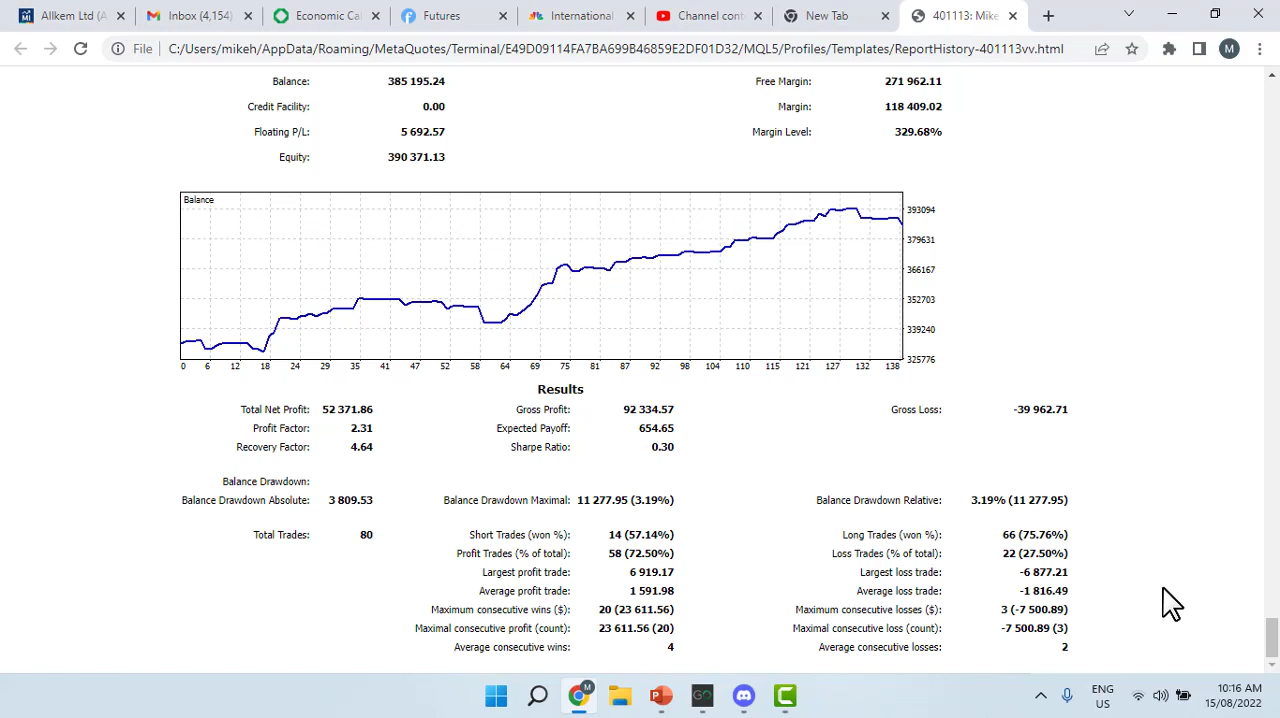 Allkem Ltd (A
Inbox (4,15
Economic Ca
Futures
International
Channel cont
New Tab
401113: Mike
File C:/Users/mikeh/AppData/Roaming/MetaQuotes/Terminal/E49D09114FA7BA699B46859E2DF01D32/MQL5/Profiles/Templates/ReportHistory-401113vv.html M
Balance: 385 195.24 Free Margin: 271 962.11
Credit Facility: 0.00 Margin: 118 409.02
Floating P/L: 5 692.57 Margin Level: 329.68%
Equity: 390 371.13
Balance
393094
379631
366167
352703
339240
325776
0 6 12 18 24 29 35 41 47 52 58 64 69 75 81 87 92 98 104 110 115 121 127 132 138
Results
Total Net Profit: 52 371.86 Gross Profit: 92 334.57 Gross Loss: -39 962.71
Profit Factor: 2.31 Expected Payoff: 654.65
Recovery Factor: 4.64 Sharpe Ratio: 0.30
Balance Drawdown:
Balance Drawdown Absolute: 3 809.53 Balance Drawdown Maximal: 11 277.95 (3.19%) Balance Drawdown Relative: 3.19% (11 277.95)
Total Trades: 80 Short Trades (won %): 14 (57.14%) Long Trades (won %): 66 (75.76%)
Profit Trades (% of total): 58 (72.50%) Loss Trades (% of total): 22 (27.50%)
Largest profit trade: 6 919.17 Largest loss trade: -6 877.21
Average profit trade: 1 591.98 Average loss trade: -1 816.49
Maximum consecutive wins ($): 20 (23 611.56) Maximum consecutive losses ($): 3 (-7 500.89)
Maximal consecutive profit (count): 23 611.56 (20) Maximal consecutive loss (count): -7 500.89 (3)
Average consecutive wins: 4 Average consecutive losses: 2
ENG 10:16 AM
US 15/08/2022